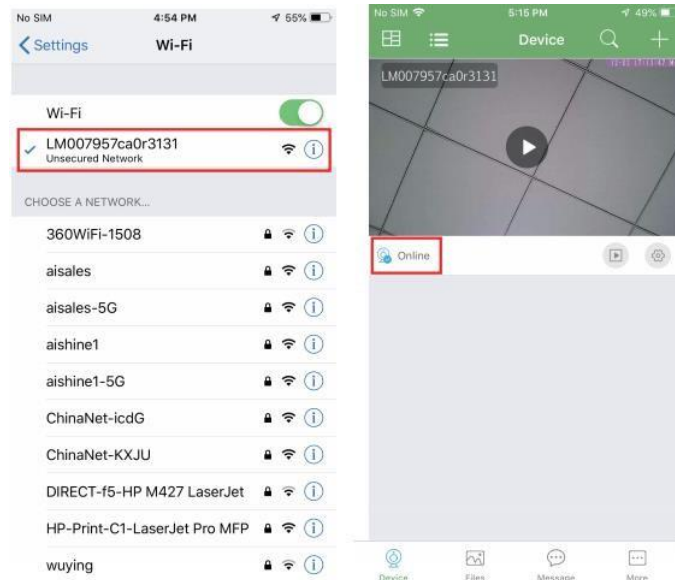 No SIM 4:54 PM 55%
Settings Wi-Fi
Wi-Fi
LM007957ca0r3131
Unsecured Network
CHOOSE A NETWORK...
360WiFi-1508
aisales
aisales-5G
aishine1
aishine1-5G
ChinaNet-icdG
ChinaNet-KXJU
DIRECT-f5-HP M427 LaserJet
HP-Print-C1-LaserJet Pro MFP
wuying
No SIM 5:15 PM 49%
Device
LM007957ca0r3131
Online
Device Files Message More